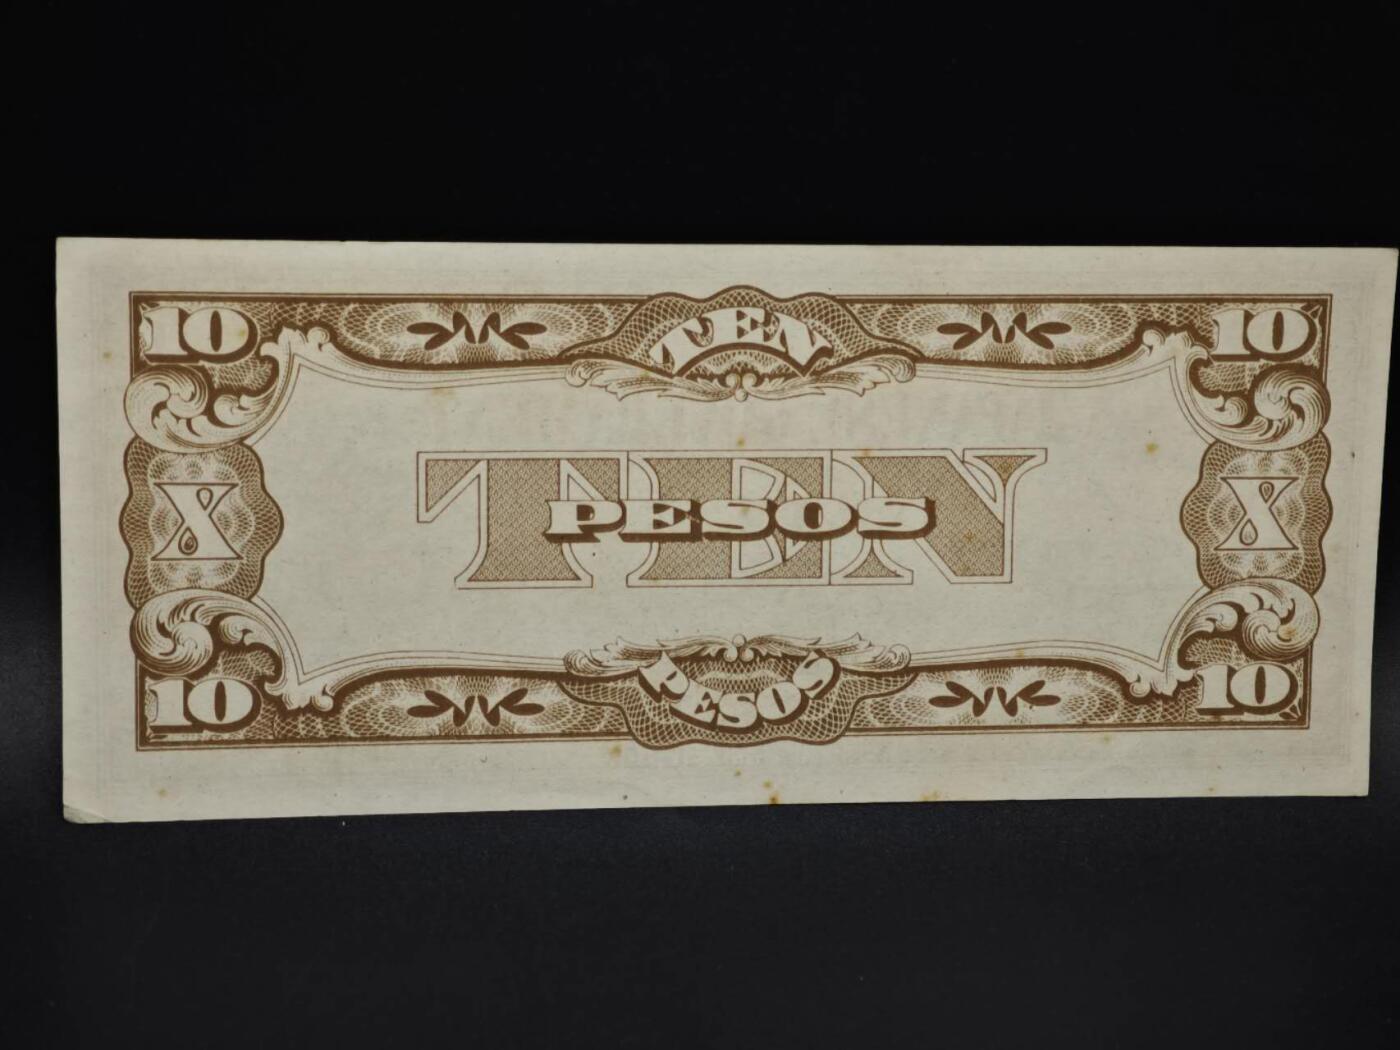 10 TEN 10
TEN
PESOS
X X
10 PESOS 10